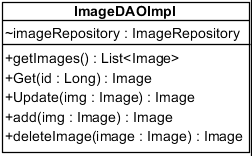 ImageDAOImpl
~imageRepository : ImageRepository
+getImages() : List<Image>
+Get(id : Long) : Image
+Update(img : Image) : Image
+add(img : Image) : Image
+deleteImage(image : Image) : Image